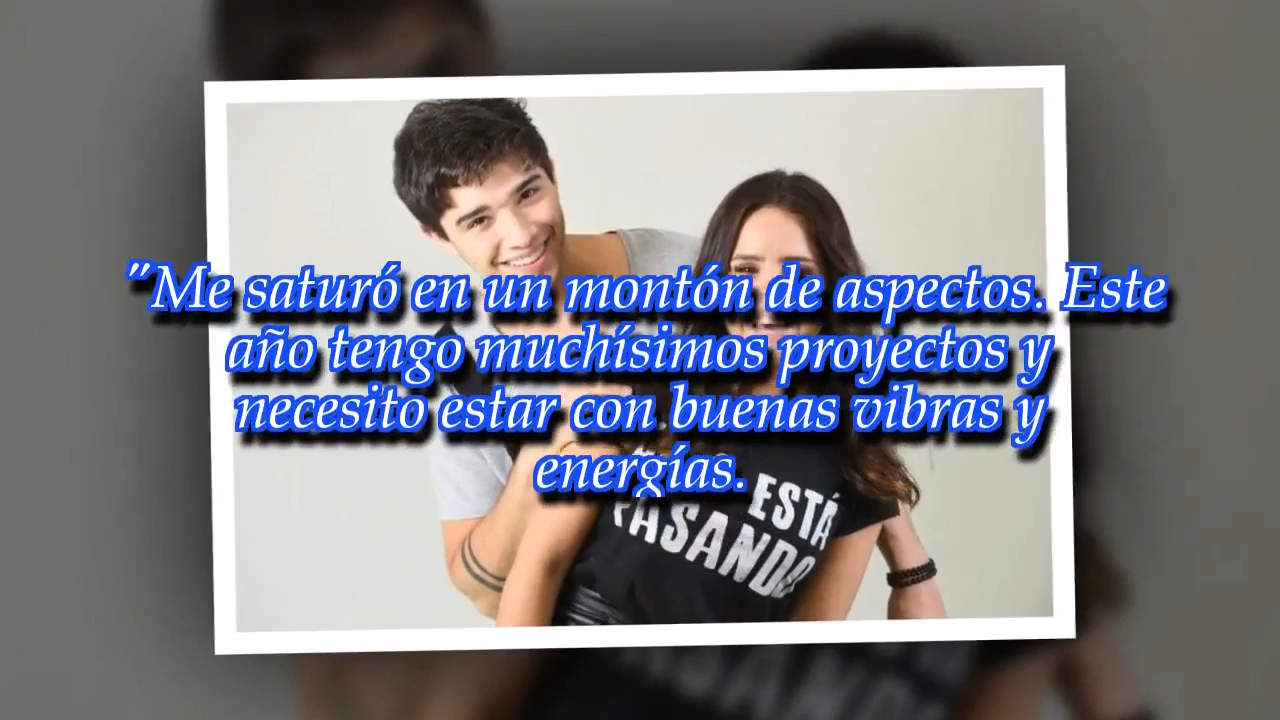 "Me saturó en un montón de aspectos. Este
año tengo muchísimos proyectos y
necesito estar con buenas vibras y
energías.
ESTÁ
PASANDO